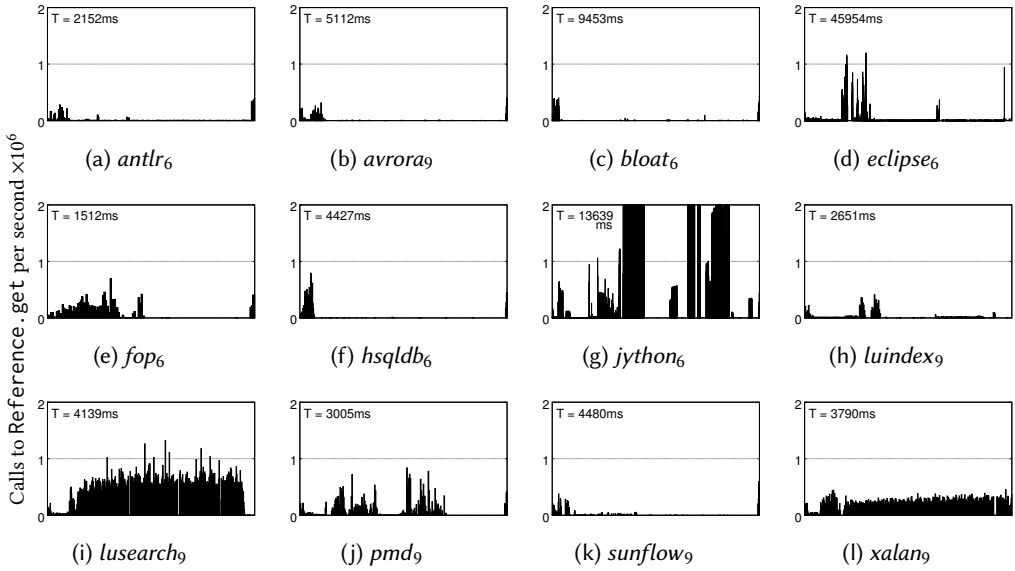 Calls to Reference.get per second ×10⁶
2
T = 2152ms
1
0
(a) antlr₆
2
T = 5112ms
1
0
(b) avrora₉
2
T = 9453ms
1
0
(c) bloat₆
2
T = 45954ms
1
0
(d) eclipse₆
2
T = 1512ms
1
0
(e) fop₆
2
T = 4427ms
1
0
(f) hsqldb₆
2
T = 13639
ms
1
0
(g) jython₆
2
T = 2651ms
1
0
(h) luindex₉
2
T = 4139ms
1
0
(i) lusearch₉
2
T = 3005ms
1
0
(j) pmd₉
2
T = 4480ms
1
0
(k) sunflow₉
2
T = 3790ms
1
0
(l) xalan₉